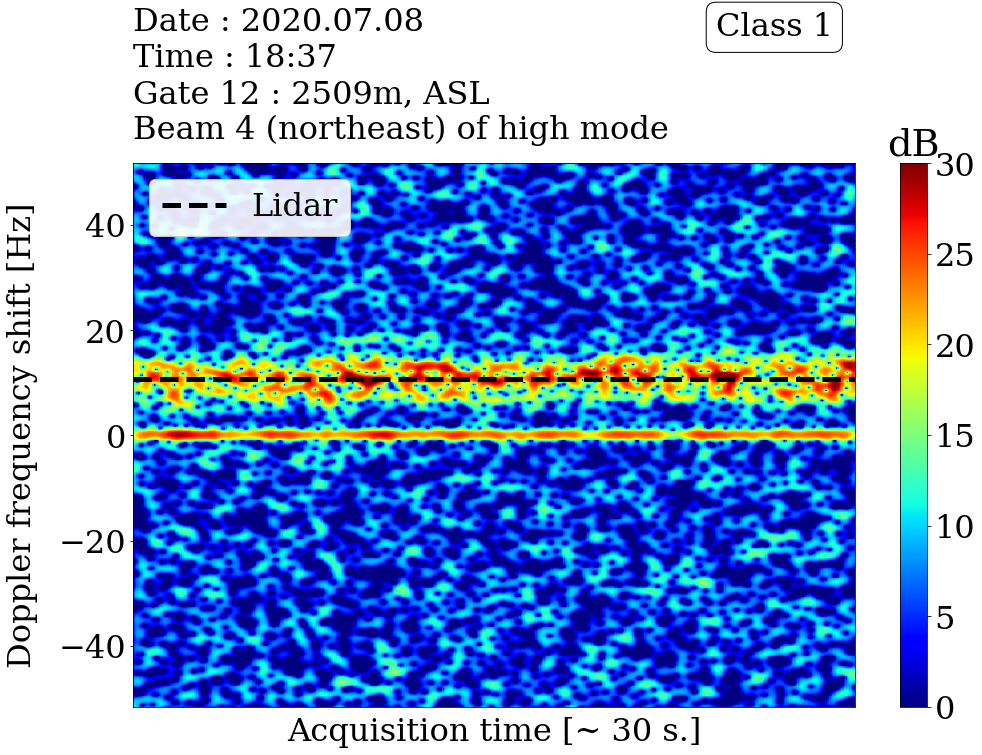 Date : 2020.07.08
Time : 18:37
Gate 12 : 2509m, ASL
Beam 4 (northeast) of high mode
Class 1
dB
Lidar
Doppler frequency shift [Hz]
40
20
0
−20
−40
Acquisition time [~ 30 s.]
30
25
20
15
10
5
0